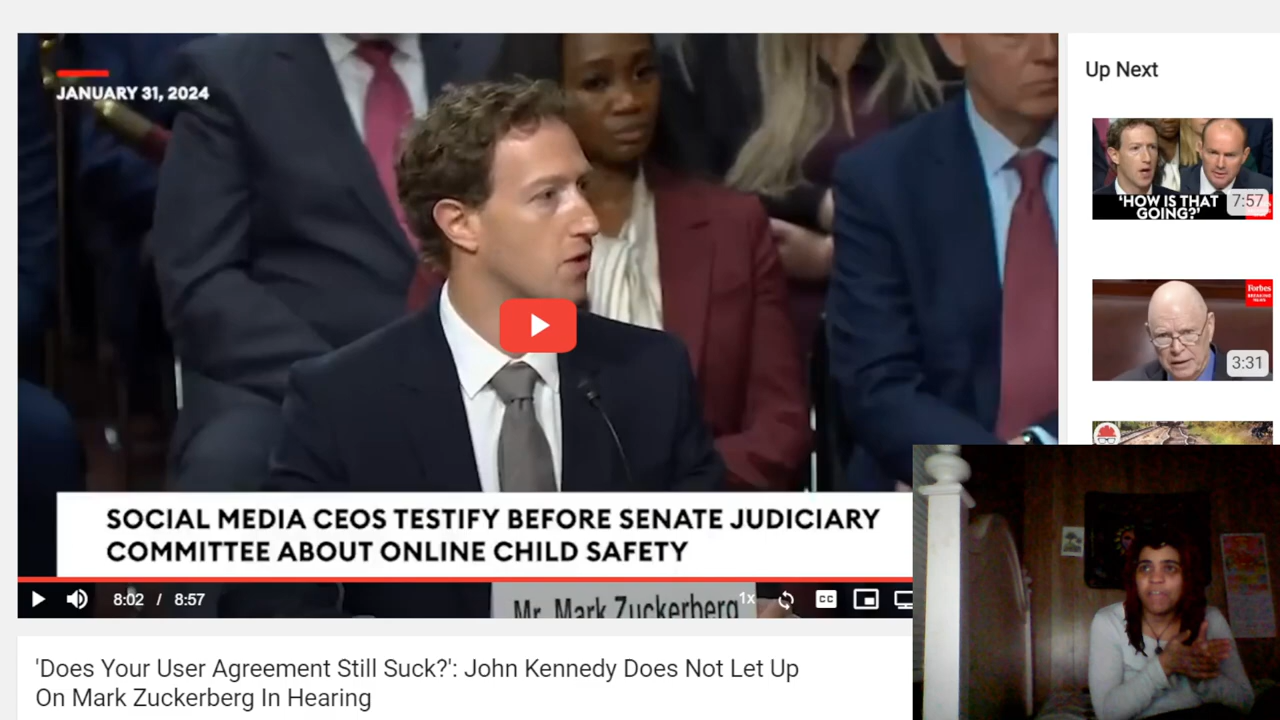 JANUARY 31, 2024
SOCIAL MEDIA CEOS TESTIFY BEFORE SENATE JUDICIARY
COMMITTEE ABOUT ONLINE CHILD SAFETY
8:02 / 8:57
1x
CC
Mr. Mark Zuckerberg
'Does Your User Agreement Still Suck?': John Kennedy Does Not Let Up
On Mark Zuckerberg In Hearing
Up Next
'HOW IS THAT
GOING?'
7:57
Forbes
BREAKING
NEWS
3:31